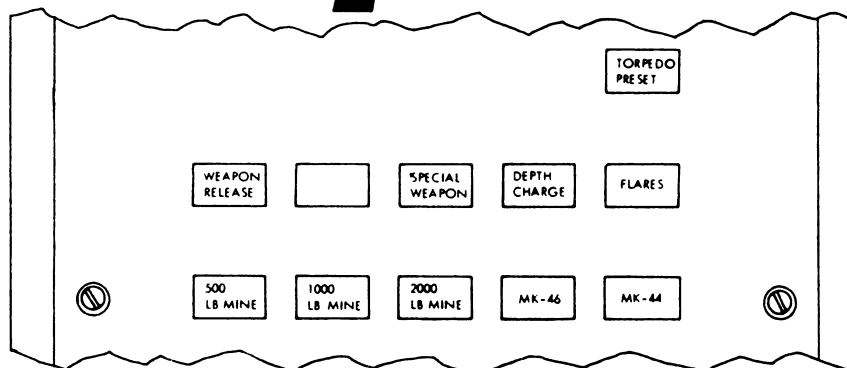 TORPEDO
PRESET
WEAPON
RELEASE
SPECIAL
WEAPON
DEPTH
CHARGE
FLARES
500
LB MINE
1000
LB MINE
2000
LB MINE
MK-46
MK-44